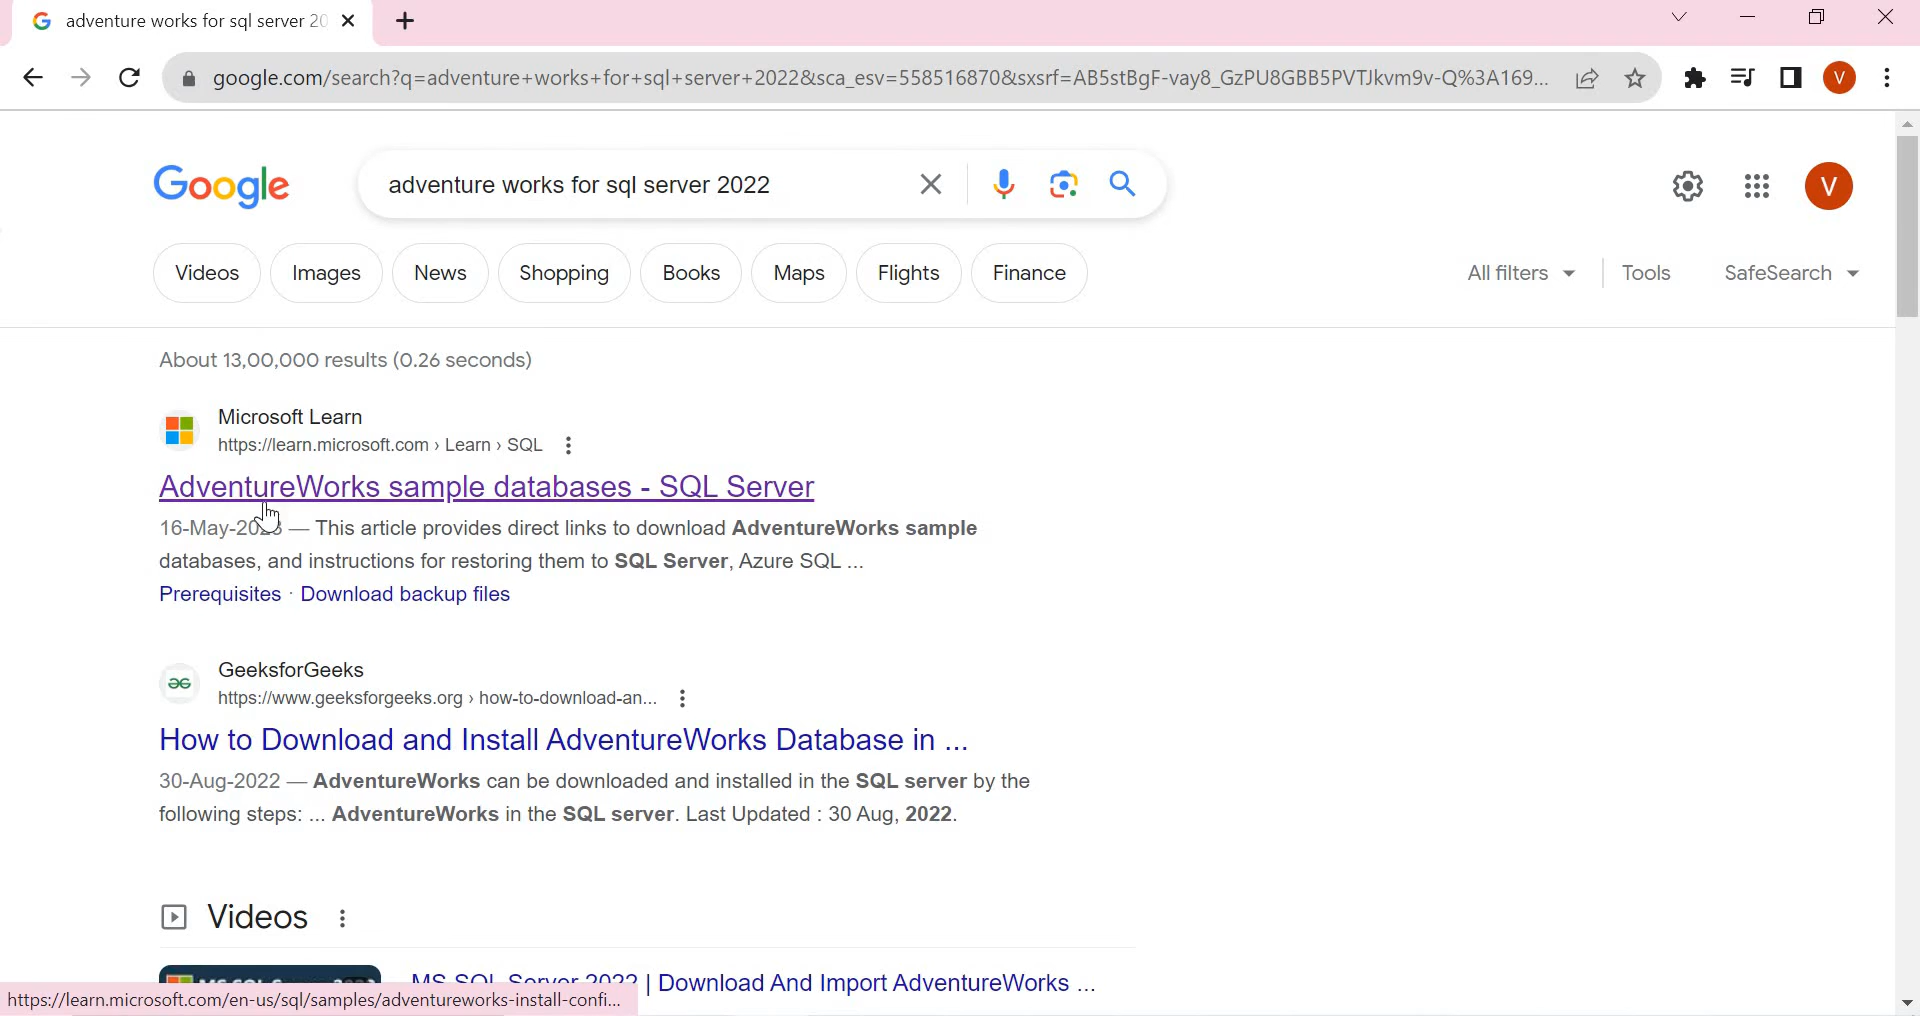 adventure works for sql server 20
google.com/search?q=adventure+works+for+sql+server+2022&sca_esv=558516870&sxsrf=AB5stBgF-vay8_GzPU8GBB5PVTJkvm9v-Q%3A169...
V
Google
adventure works for sql server 2022
V
Videos
Images
News
Shopping
Books
Maps
Flights
Finance
All filters
Tools
SafeSearch
About 13,00,000 results (0.26 seconds)
Microsoft Learn
https://learn.microsoft.com › Learn › SQL
AdventureWorks sample databases - SQL Server
16-May-2023 — This article provides direct links to download AdventureWorks sample
databases, and instructions for restoring them to SQL Server, Azure SQL ...
Prerequisites · Download backup files
GeeksforGeeks
https://www.geeksforgeeks.org › how-to-download-an...
How to Download and Install AdventureWorks Database in ...
30-Aug-2022 — AdventureWorks can be downloaded and installed in the SQL server by the
following steps: ... AdventureWorks in the SQL server. Last Updated : 30 Aug, 2022.
Videos
MS SQL Server 2022 | Download And Import AdventureWorks ...
https://learn.microsoft.com/en-us/sql/samples/adventureworks-install-confi...